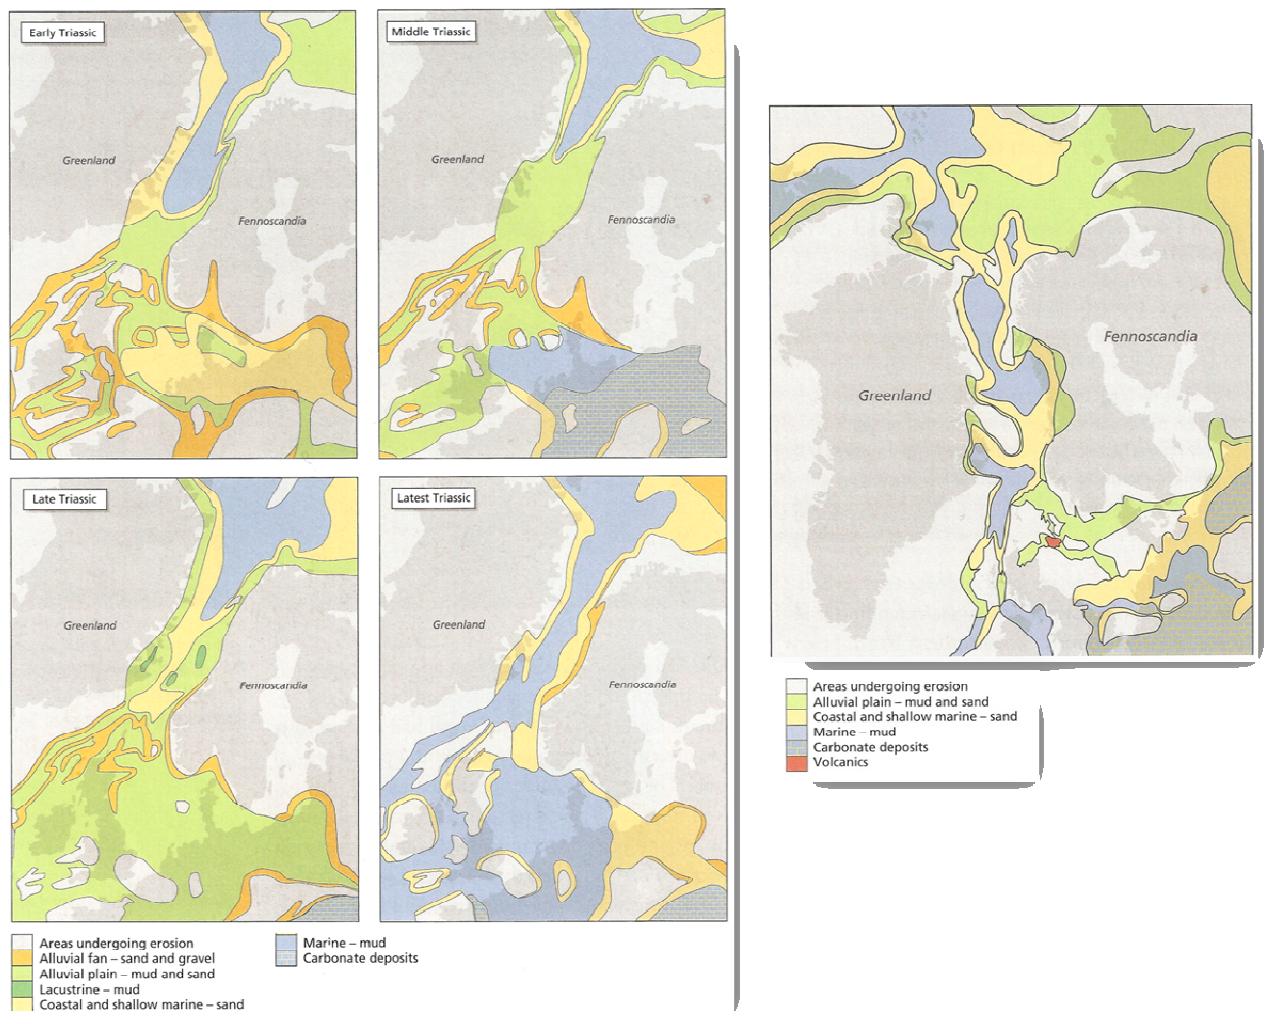 Early Triassic
Greenland
Fennoscandia
Middle Triassic
Greenland
Fennoscandia
Late Triassic
Greenland
Fennoscandia
Latest Triassic
Greenland
Fennoscandia
Areas undergoing erosion
Alluvial fan – sand and gravel
Alluvial plain – mud and sand
Lacustrine – mud
Coastal and shallow marine – sand
Marine – mud
Carbonate deposits
Greenland
Fennoscandia
Areas undergoing erosion
Alluvial plain – mud and sand
Coastal and shallow marine – sand
Marine – mud
Carbonate deposits
Volcanics